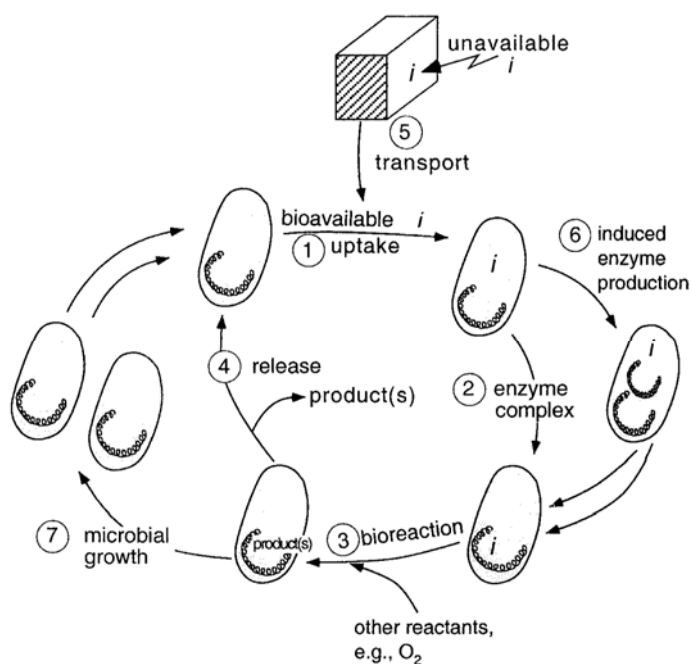 unavailable
i
i
5
transport
bioavailable i
1 uptake
i
6 induced
enzyme
production
i
4 release
product(s)
2 enzyme
complex
7 microbial
growth
product(s)
3 bioreaction
i
other reactants,
e.g., O₂